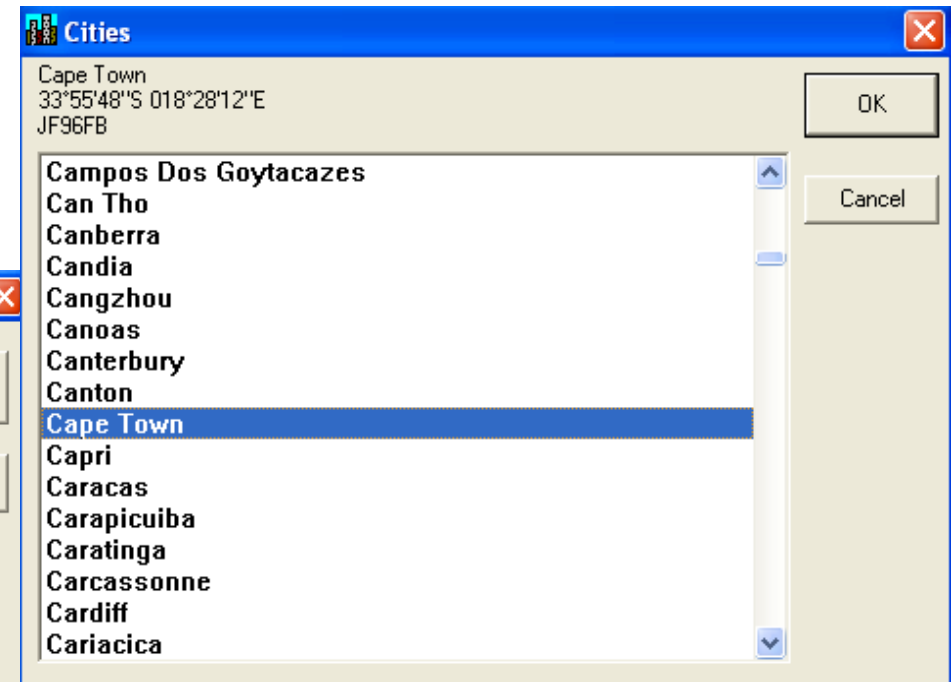 Cities
Cape Town
33°55'48"S 018°28'12"E
JF96FB
OK
Cancel
Campos Dos Goytacazes
Can Tho
Canberra
Candia
Cangzhou
Canoas
Canterbury
Canton
Cape Town
Capri
Caracas
Carapicuiba
Caratinga
Carcassonne
Cardiff
Cariacica